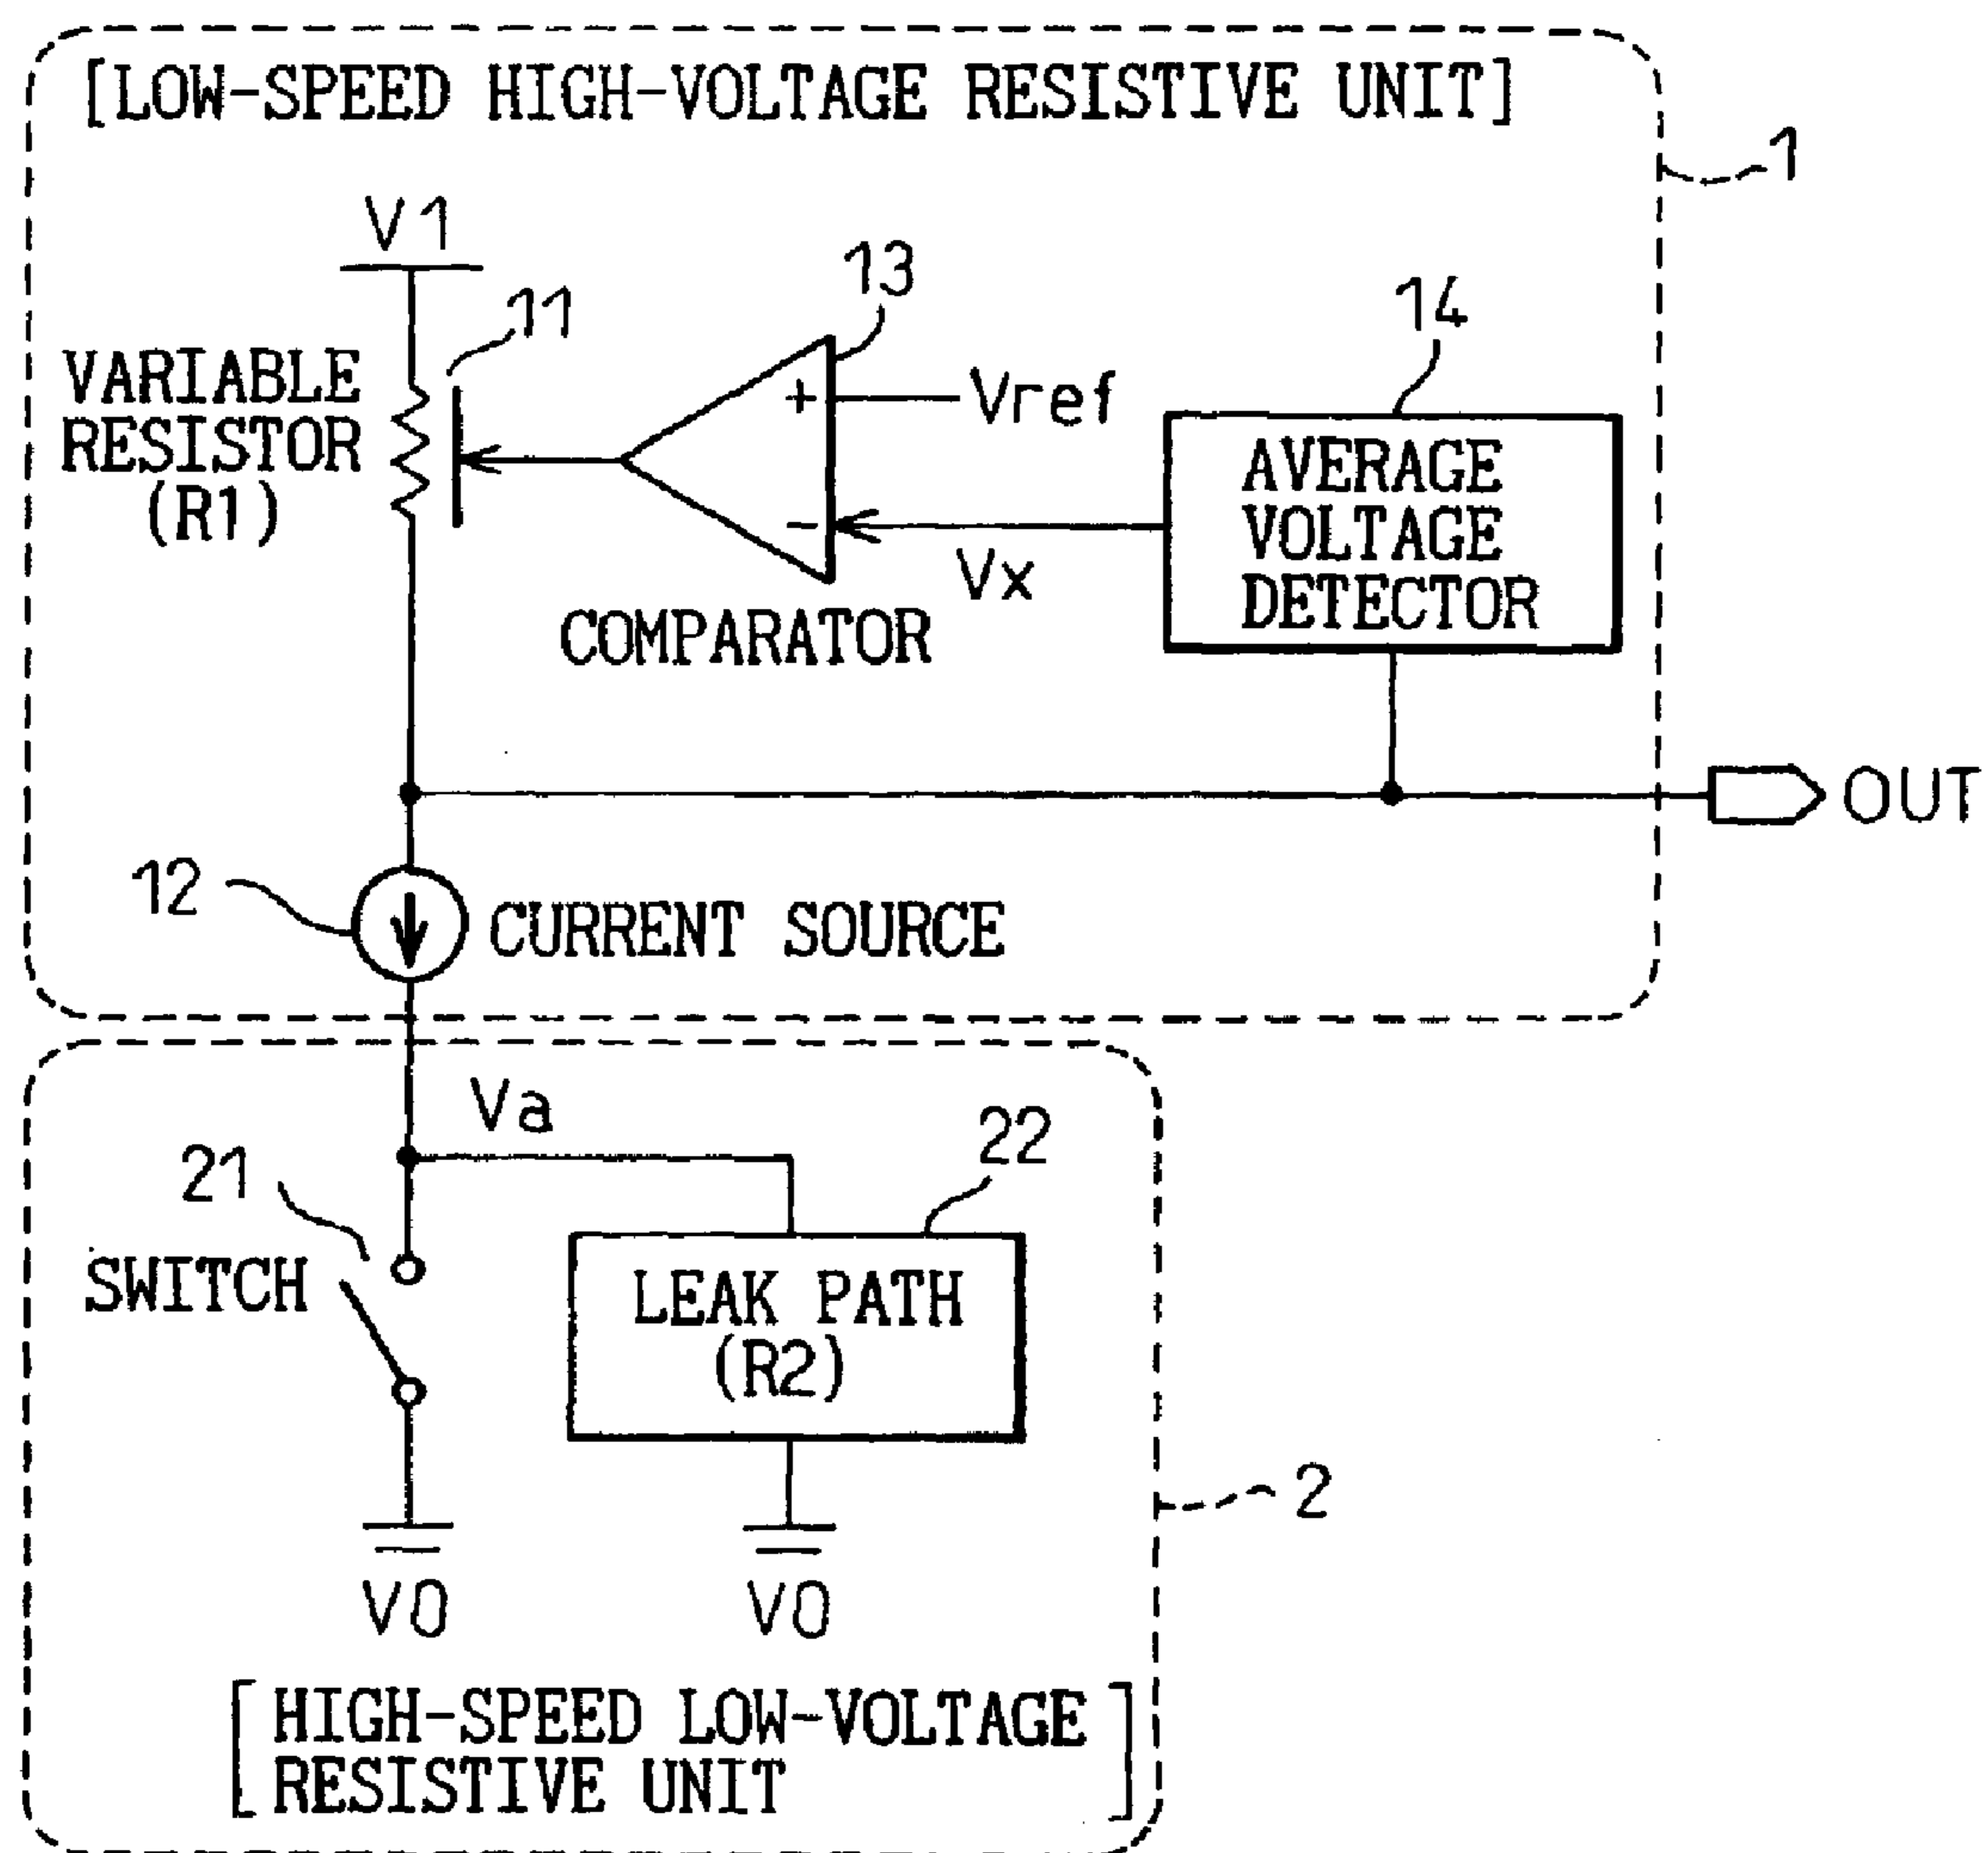 [LOW-SPEED HIGH-VOLTAGE RESISTIVE UNIT]
1
V1
11
13
14
VARIABLE
RESISTOR
(R1)
+
Vref
-
Vx
COMPARATOR
AVERAGE
VOLTAGE
DETECTOR
OUT
12
CURRENT SOURCE
Va
21
22
SWITCH
LEAK PATH
(R2)
2
V0
V0
[HIGH-SPEED LOW-VOLTAGE
RESISTIVE UNIT]